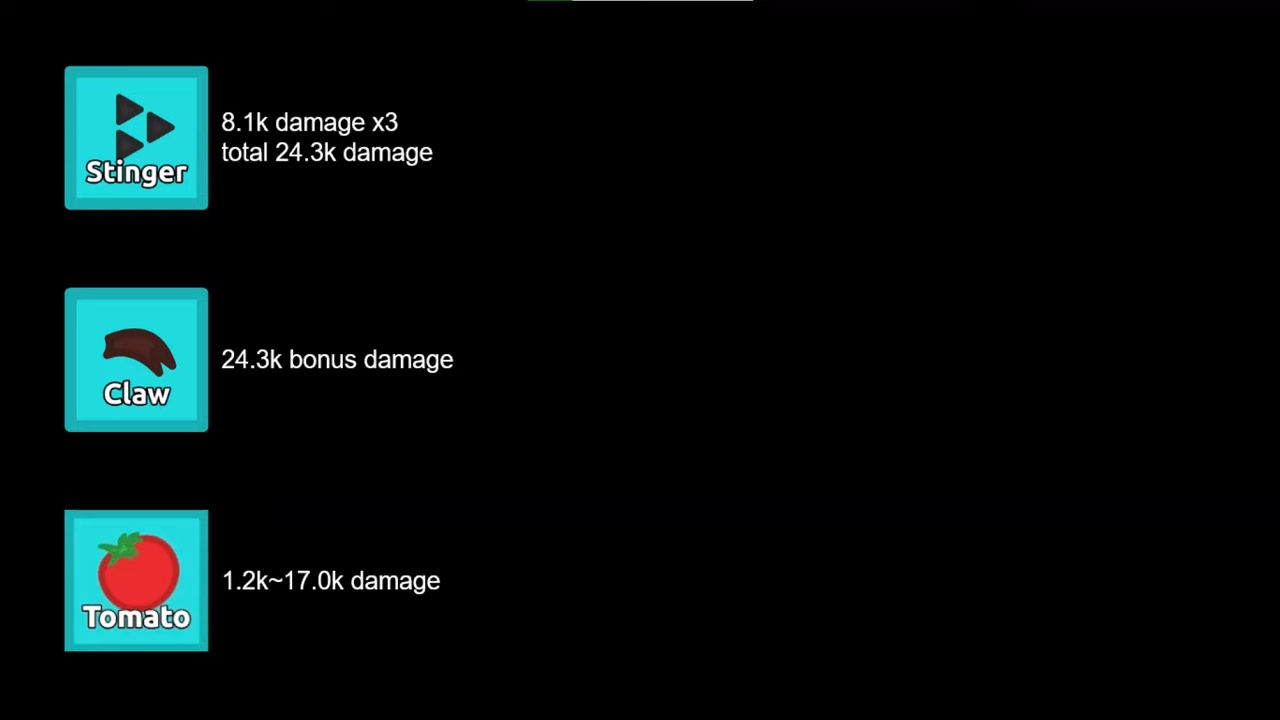 Stinger
8.1k damage x3
total 24.3k damage
Claw
24.3k bonus damage
Tomato
1.2k~17.0k damage